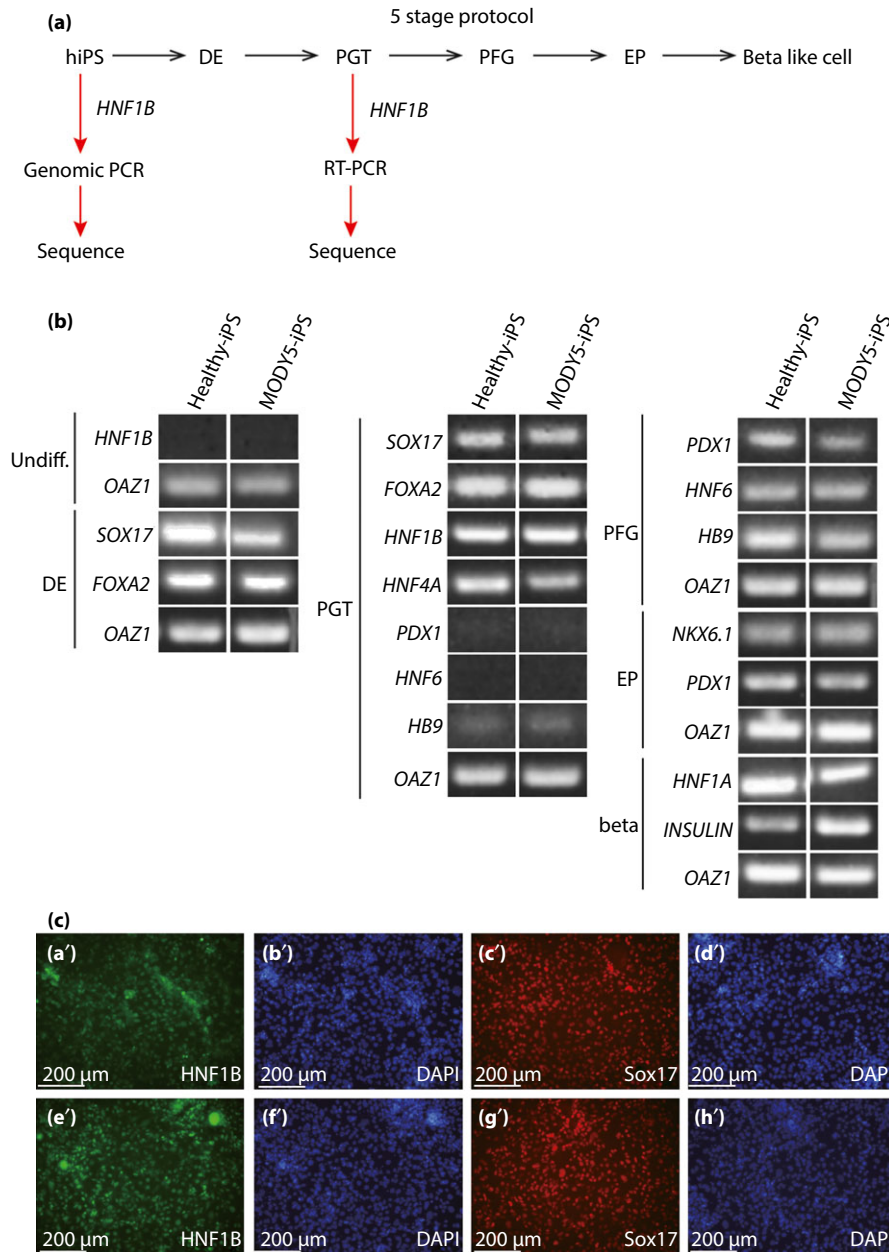 (a)
5 stage protocol
hiPS DE PGT PFG EP Beta like cell
HNF1B HNF1B
Genomic PCR RT-PCR
Sequence Sequence
(b)
Healthy-iPS MODY5-iPS
Undiff.
HNF1B
OAZ1
DE
SOX17
FOXA2
OAZ1
Healthy-iPS MODY5-iPS
PGT
SOX17
FOXA2
HNF1B
HNF4A
PDX1
HNF6
HB9
OAZ1
Healthy-iPS MODY5-iPS
PFG
PDX1
HNF6
HB9
OAZ1
EP
NKX6.1
PDX1
OAZ1
beta
HNF1A
INSULIN
OAZ1
(c)
(a′) (b′) (c′) (d′)
200 μm HNF1B 200 μm DAPI 200 μm Sox17 200 μm DAP
(e′) (f′) (g′) (h′)
200 μm HNF1B 200 μm DAPI 200 μm Sox17 200 μm DAP